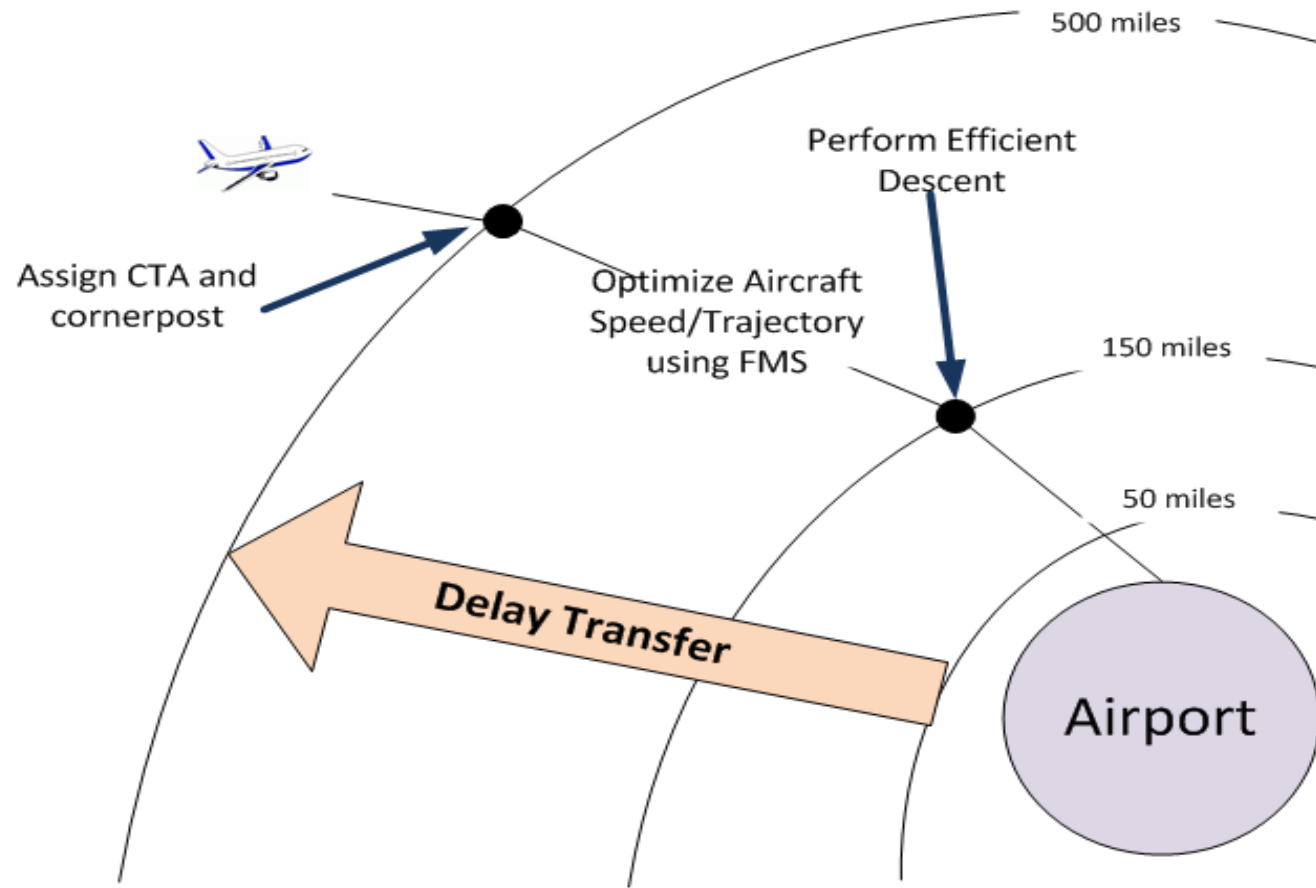 500 miles
Perform Efficient
Descent
Assign CTA and
cornerpost
Optimize Aircraft
Speed/Trajectory
using FMS
150 miles
50 miles
Delay Transfer
Airport